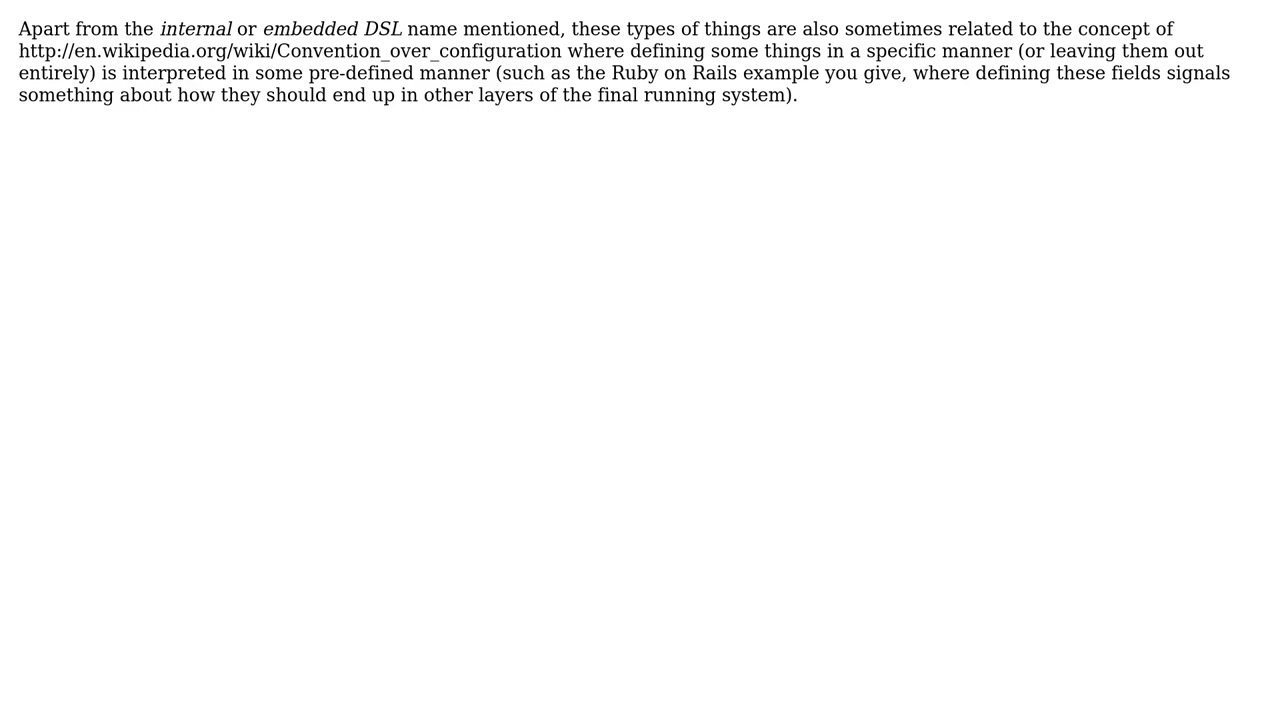 Apart from the internal or embedded DSL name mentioned, these types of things are also sometimes related to the concept of
http://en.wikipedia.org/wiki/Convention_over_configuration where defining some things in a specific manner (or leaving them out
entirely) is interpreted in some pre-defined manner (such as the Ruby on Rails example you give, where defining these fields signals
something about how they should end up in other layers of the final running system).